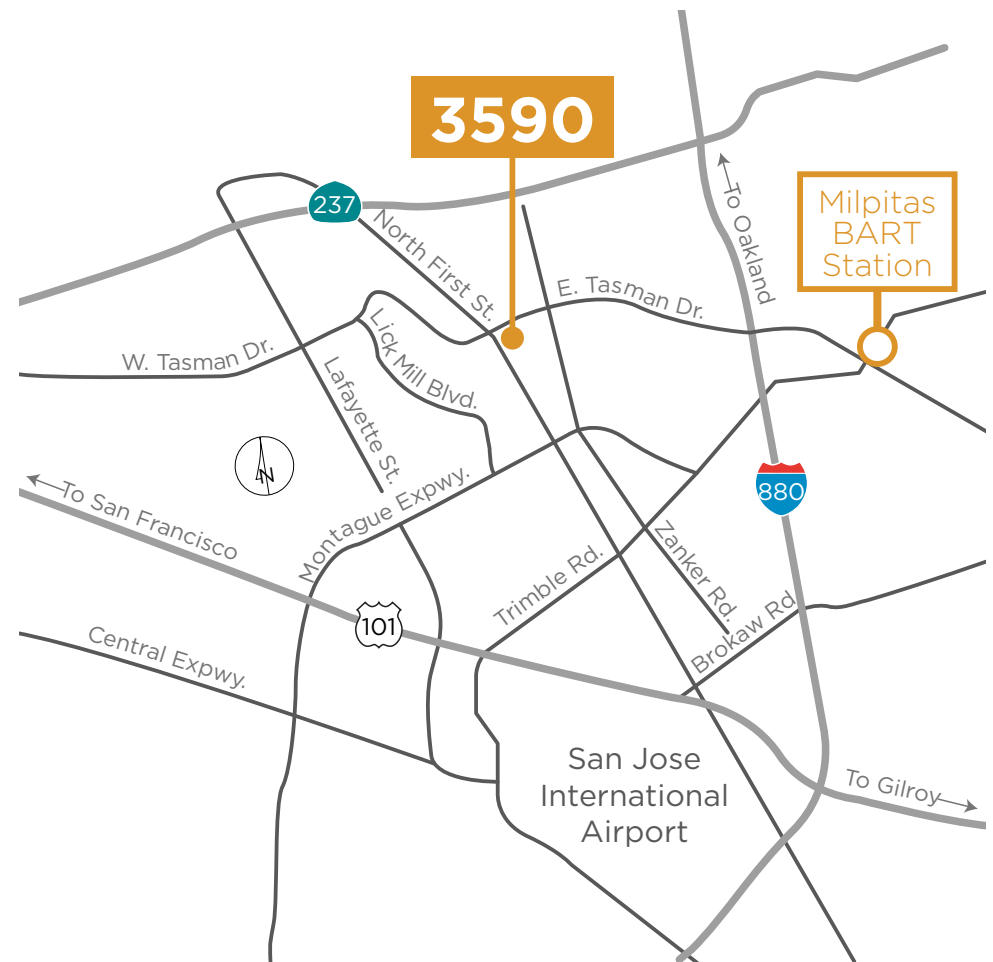 3590
237
North First St.
To Oakland
Milpitas
BART
Station
E. Tasman Dr.
W. Tasman Dr.
Lick Mill Blvd.
Lafayette St.
N
To San Francisco
Montague Expwy.
880
Trimble Rd.
Zanker Rd.
101
Brokaw Rd.
Central Expwy.
San Jose
International
Airport
To Gilroy